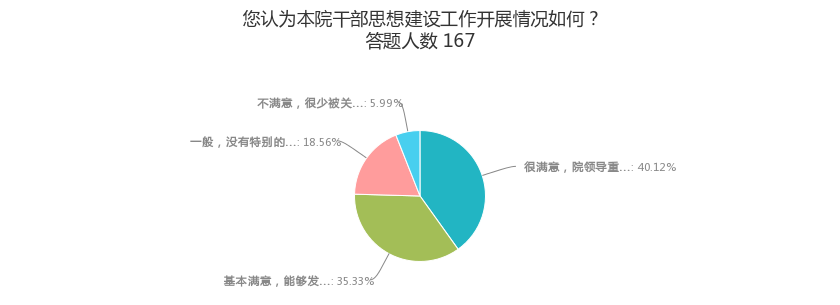 您认为本院干部思想建设工作开展情况如何？
答题人数 167
不满意，很少被关...: 5.99%
一般，没有特别的...: 18.56%
很满意，院领导重...: 40.12%
基本满意，能够发...: 35.33%